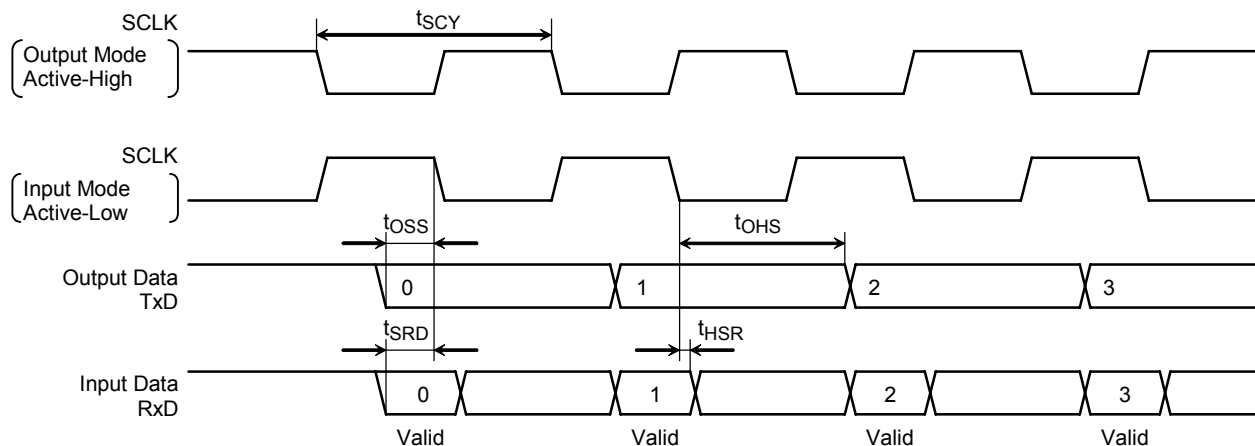 SCLK
Output Mode
Active-High
tSCY
SCLK
Input Mode
Active-Low
tOSS
tOHS
Output Data
TxD
0
1
2
3
tSRD
tHSR
Input Data
RxD
0
1
2
3
Valid
Valid
Valid
Valid